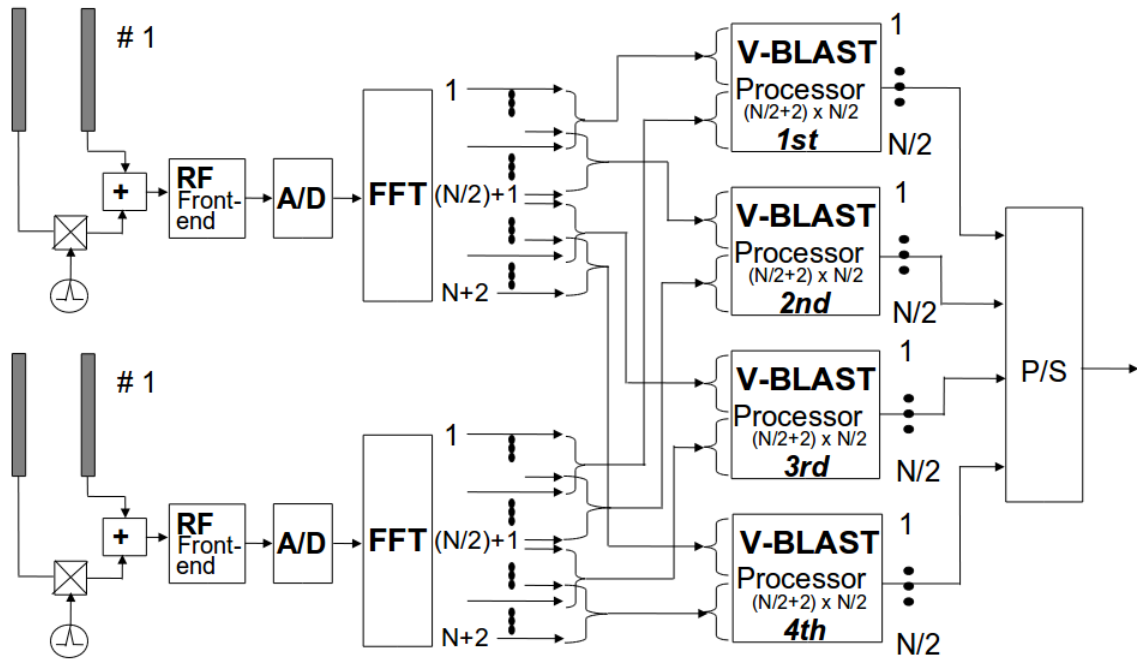 # 1
+
RF
Front-
end
A/D
FFT
1
(N/2)+1
N+2
V-BLAST
Processor
(N/2+2) x N/2
1st
1
N/2
V-BLAST
Processor
(N/2+2) x N/2
2nd
1
N/2
# 1
+
RF
Front-
end
A/D
FFT
1
(N/2)+1
N+2
V-BLAST
Processor
(N/2+2) x N/2
3rd
1
N/2
V-BLAST
Processor
(N/2+2) x N/2
4th
1
N/2
P/S